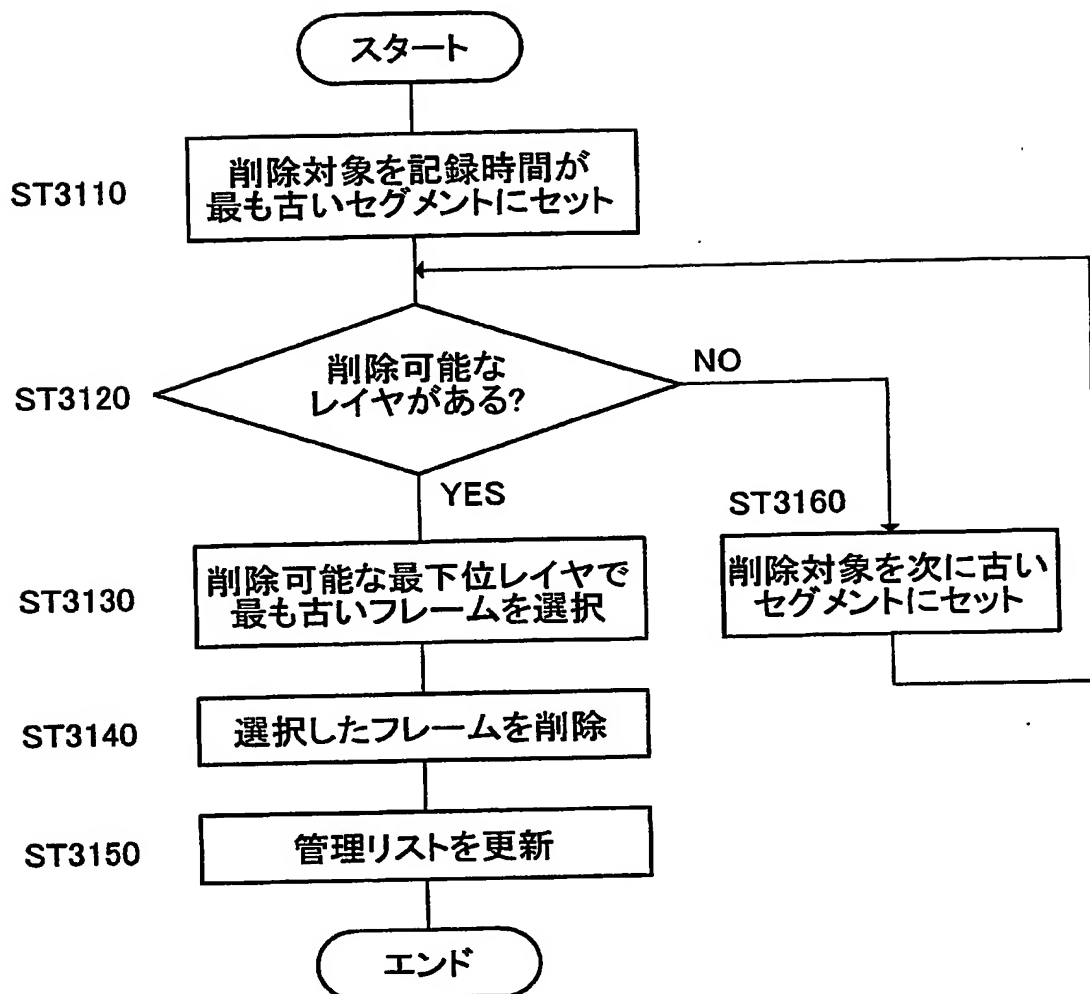 スタート
ST3110
削除対象を記録時間が
最も古いセグメントにセット
ST3120
削除可能な
レイヤがある?
NO
YES
ST3160
削除対象を次に古い
セグメントにセット
ST3130
削除可能な最下位レイヤで
最も古いフレームを選択
ST3140
選択したフレームを削除
ST3150
管理リストを更新
エンド